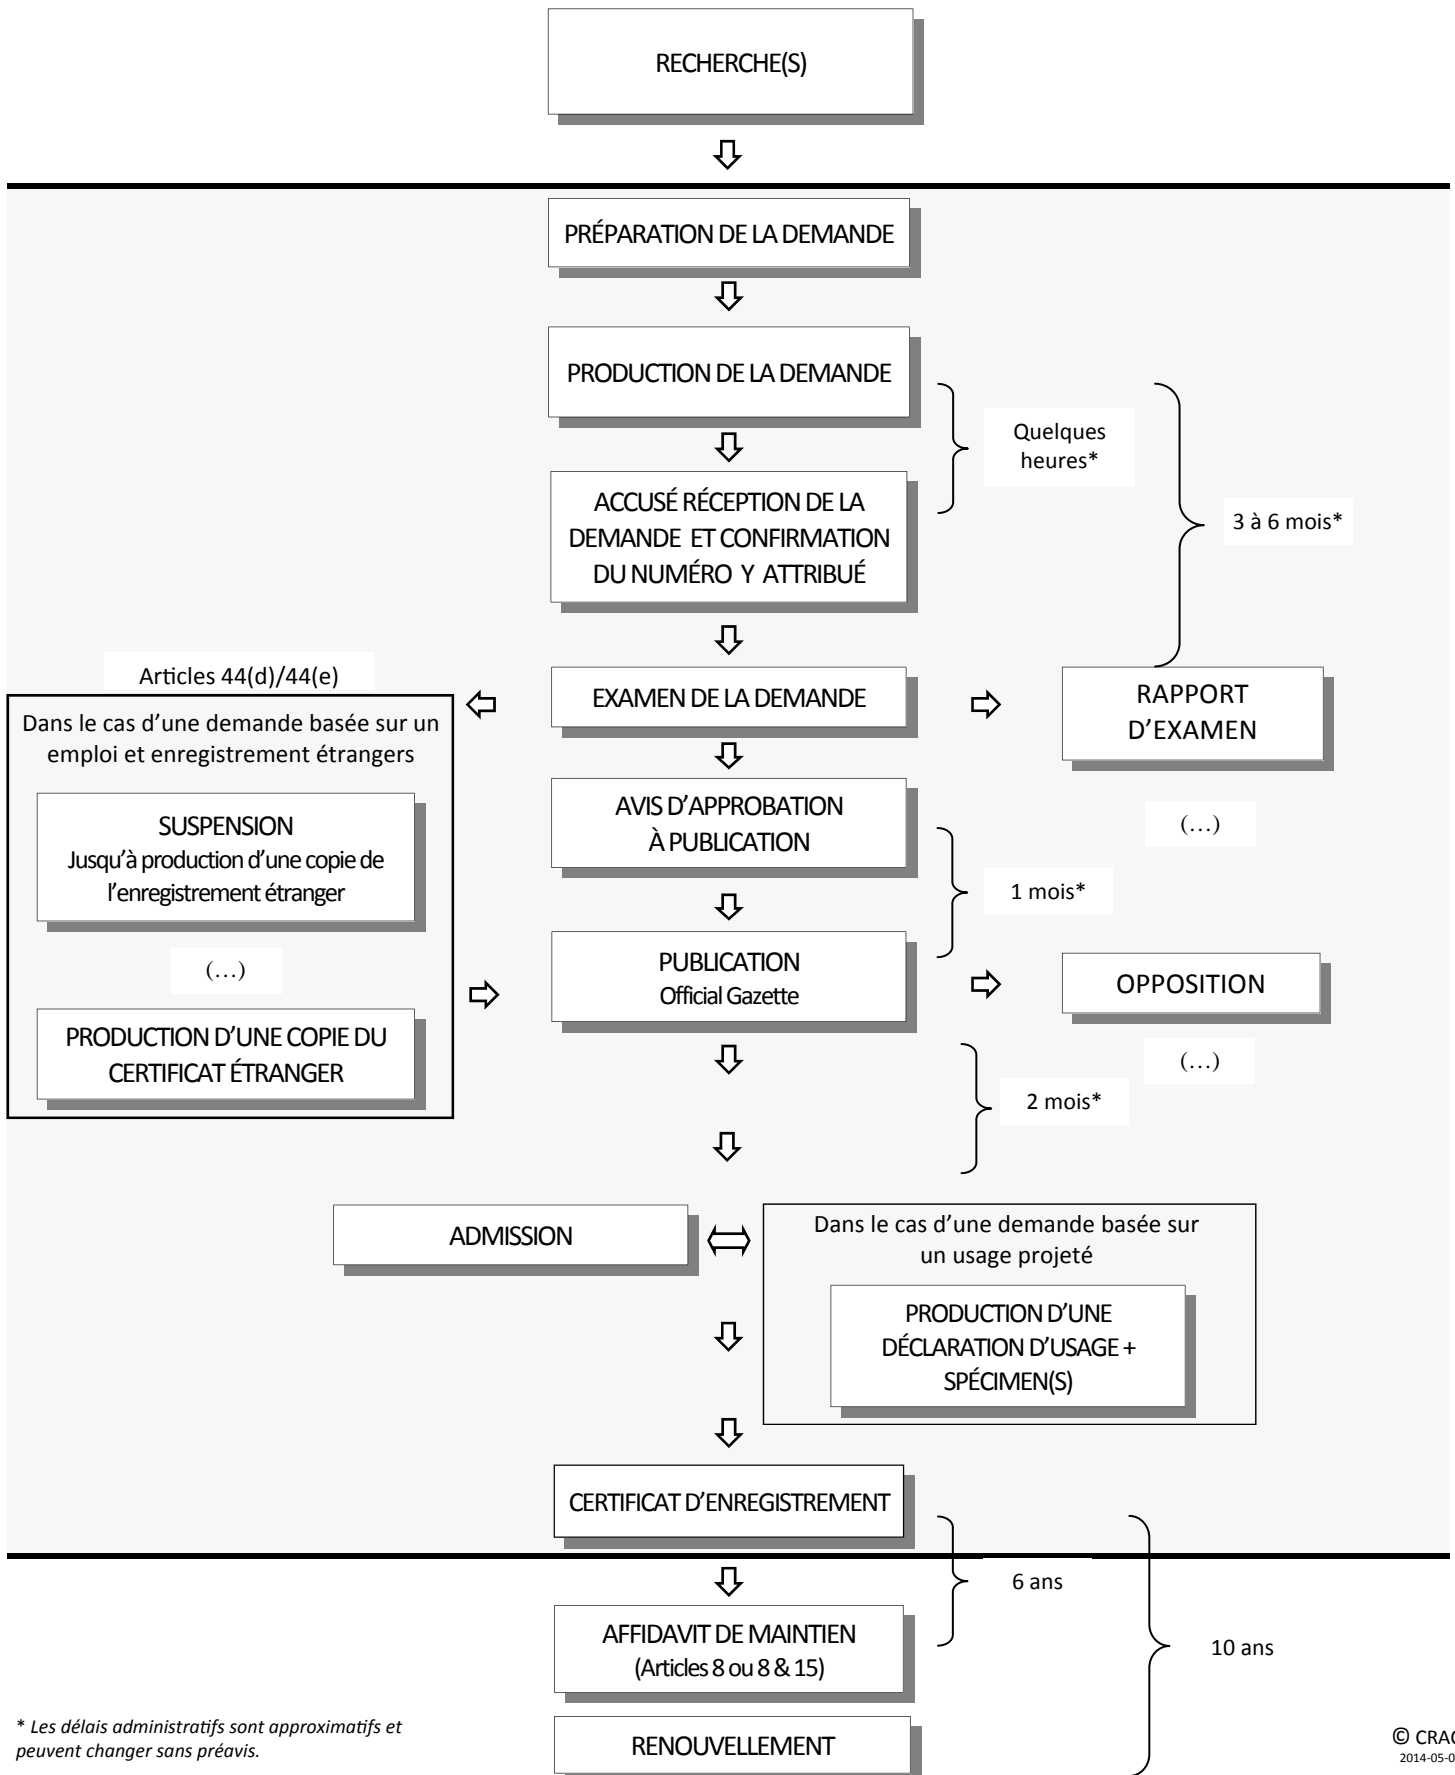 RECHERCHE(S)
PRÉPARATION DE LA DEMANDE
PRODUCTION DE LA DEMANDE
Quelques
heures*
ACCUSÉ RÉCEPTION DE LA
DEMANDE ET CONFIRMATION
DU NUMÉRO Y ATTRIBUÉ
3 à 6 mois*
Articles 44(d)/44(e)
Dans le cas d’une demande basée sur un
emploi et enregistrement étrangers
SUSPENSION
Jusqu’à production d’une copie de
l’enregistrement étranger
(…)
PRODUCTION D’UNE COPIE DU
CERTIFICAT ÉTRANGER
EXAMEN DE LA DEMANDE
RAPPORT
D’EXAMEN
(…)
AVIS D’APPROBATION
À PUBLICATION
1 mois*
PUBLICATION
Official Gazette
OPPOSITION
(…)
2 mois*
ADMISSION
Dans le cas d’une demande basée sur
un usage projeté
PRODUCTION D’UNE
DÉCLARATION D’USAGE +
SPÉCIMEN(S)
CERTIFICAT D’ENREGISTREMENT
6 ans
AFFIDAVIT DE MAINTIEN
(Articles 8 ou 8 & 15)
10 ans
RENOUVELLEMENT
* Les délais administratifs sont approximatifs et
peuvent changer sans préavis.
©